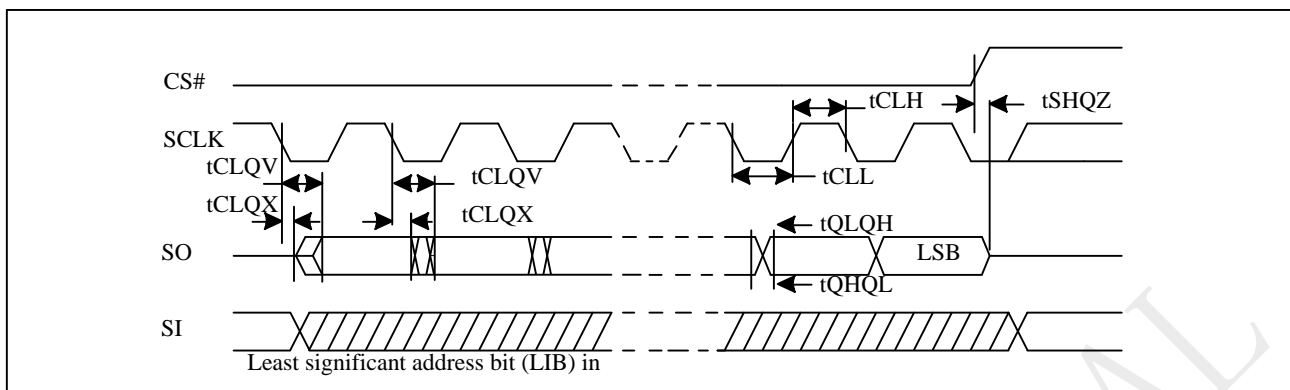 CS#
tCLH
tSHQZ
SCLK
tCLQV
tCLQV
tCLL
tCLQX
tCLQX
tQLQH
SO
LSB
tQHQL
SI
Least significant address bit (LIB) in